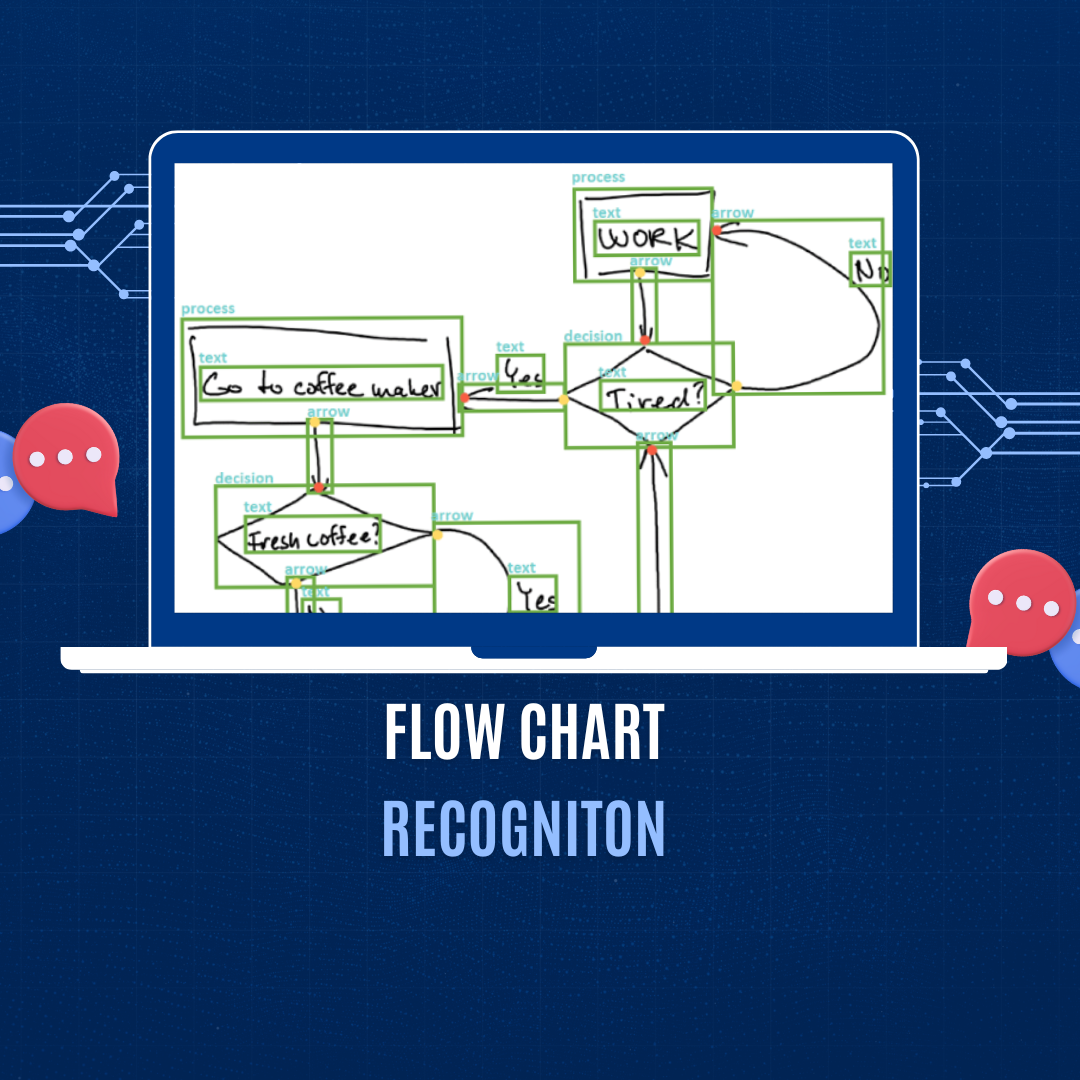 process
text
WORK
arrow
arrow
text
No
process
text
Go to coffee maker
arrow
text
Yes
arrow
decision
text
Tired?
arrow
decision
text
Fresh coffee?
arrow
arrow
text
text
Yes
FLOW CHART
RECOGNITON